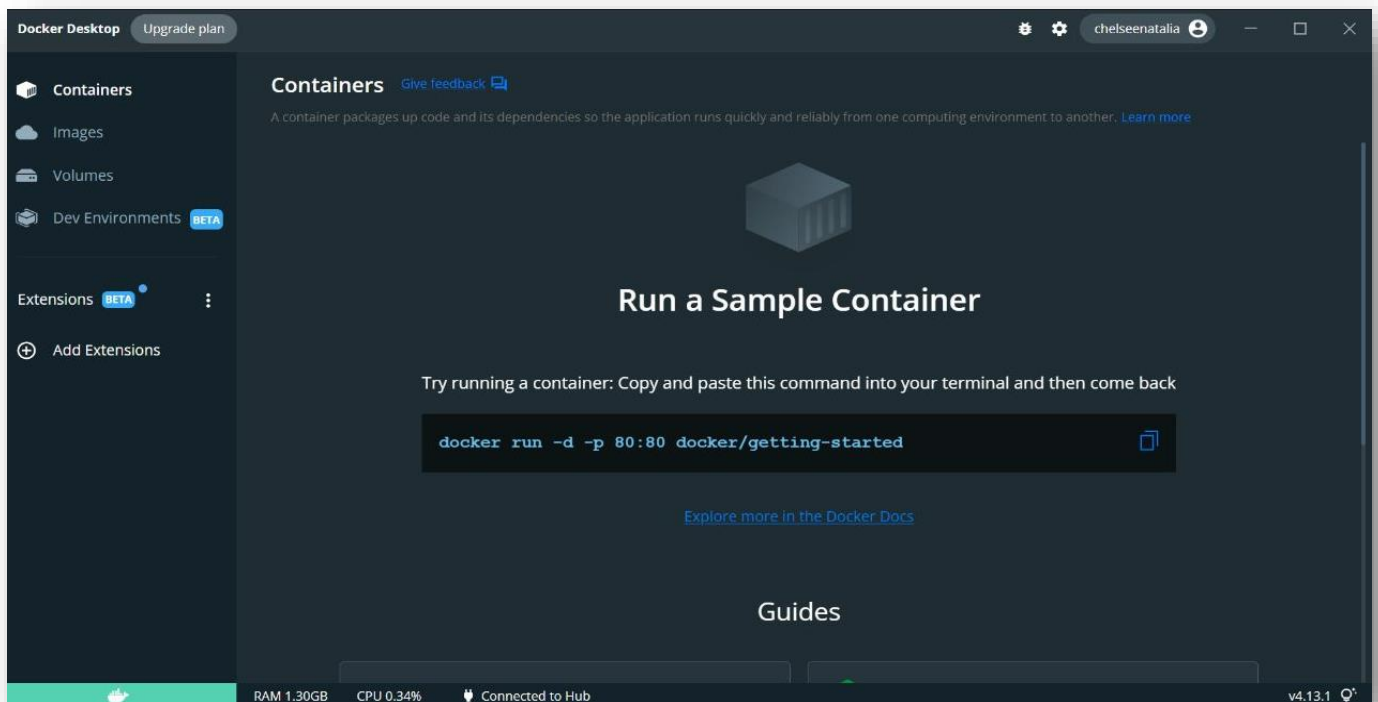 Docker Desktop Upgrade plan chelseenatalia
Containers
Images
Volumes
Dev Environments BETA
Extensions BETA
Add Extensions
Containers Give feedback
A container packages up code and its dependencies so the application runs quickly and reliably from one computing environment to another. Learn more
Run a Sample Container
Try running a container: Copy and paste this command into your terminal and then come back
docker run -d -p 80:80 docker/getting-started
Explore more in the Docker Docs
Guides
RAM 1.30GB CPU 0.34% Connected to Hub v4.13.1